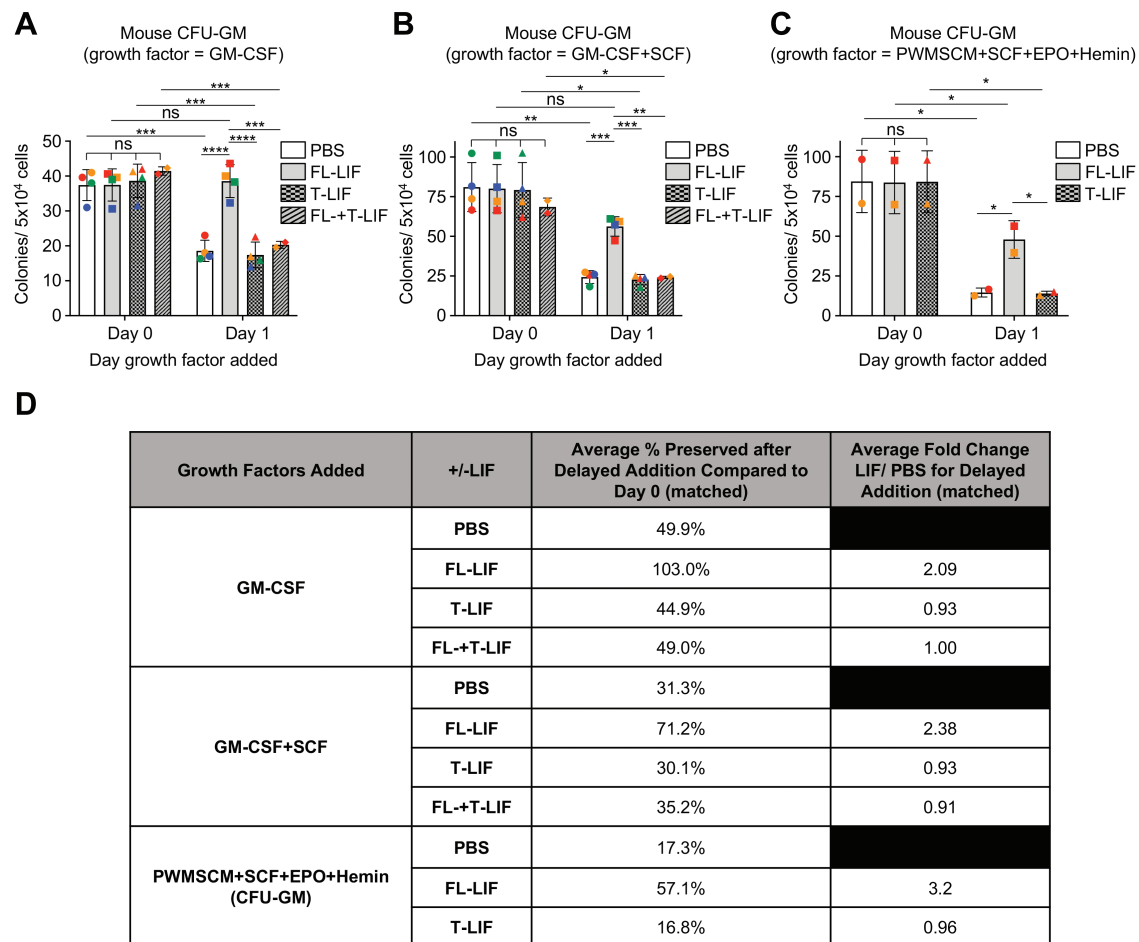 A
Mouse CFU-GM
(growth factor = GM-CSF)
***
***
ns
***
***
ns
****
****
50
40
30
20
10
0
Colonies/ 5x10⁴ cells
PBS
FL-LIF
T-LIF
FL-+T-LIF
Day 0
Day 1
Day growth factor added
B
Mouse CFU-GM
(growth factor = GM-CSF+SCF)
*
*
ns
**
**
ns
***
***
100
75
50
25
0
Colonies/ 5x10⁴ cells
PBS
FL-LIF
T-LIF
FL-+T-LIF
Day 0
Day 1
Day growth factor added
C
Mouse CFU-GM
(growth factor = PWMSCM+SCF+EPO+Hemin)
*
*
*
ns
*
*
100
75
50
25
0
Colonies/ 5x10⁴ cells
PBS
FL-LIF
T-LIF
Day 0
Day 1
Day growth factor added
D
Growth Factors Added
+/-LIF
Average % Preserved after
Delayed Addition Compared to
Day 0 (matched)
Average Fold Change
LIF/ PBS for Delayed
Addition (matched)
GM-CSF
PBS
49.9%
FL-LIF
103.0%
2.09
T-LIF
44.9%
0.93
FL-+T-LIF
49.0%
1.00
GM-CSF+SCF
PBS
31.3%
FL-LIF
71.2%
2.38
T-LIF
30.1%
0.93
FL-+T-LIF
35.2%
0.91
PWMSCM+SCF+EPO+Hemin
(CFU-GM)
PBS
17.3%
FL-LIF
57.1%
3.2
T-LIF
16.8%
0.96